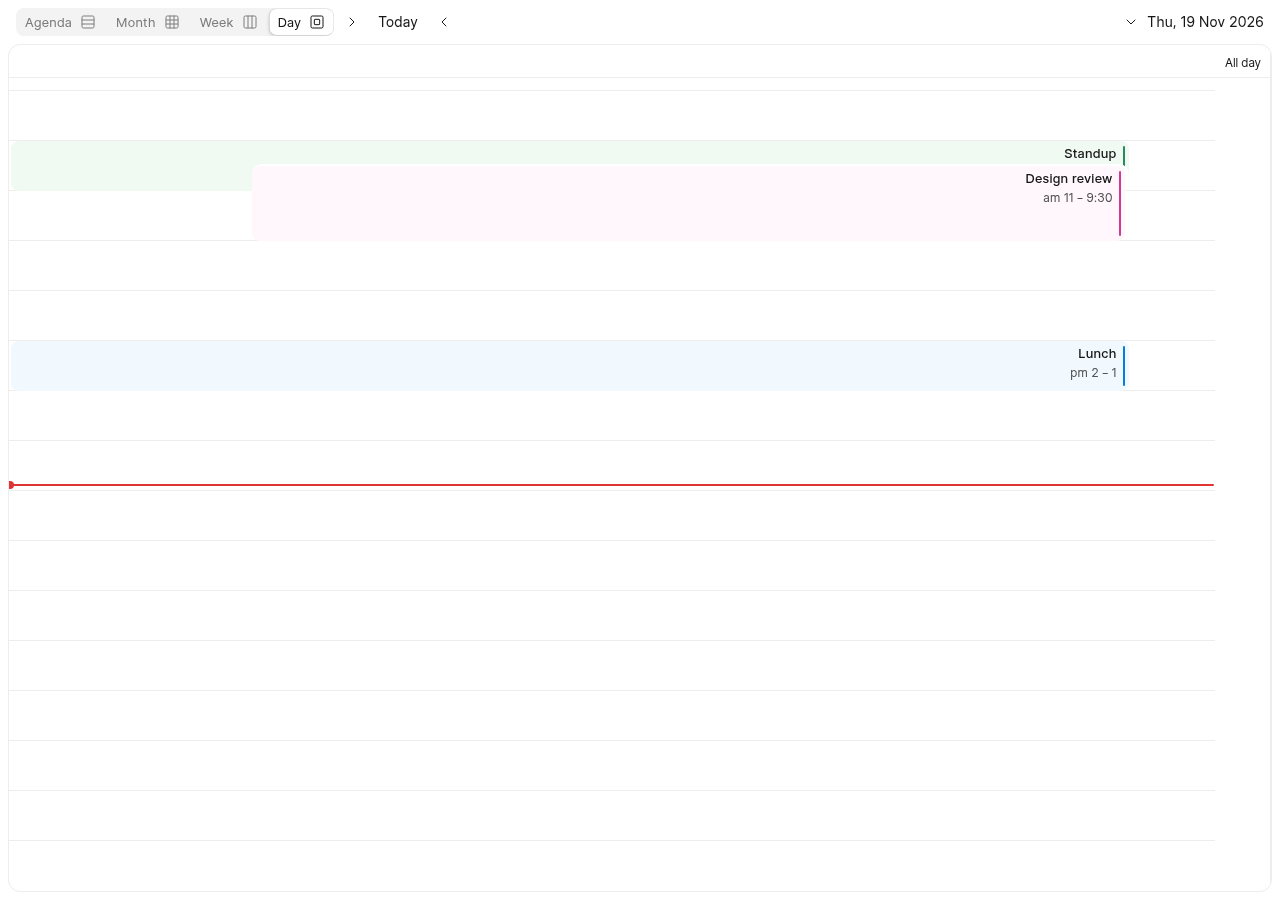 Agenda
Month
Week
Day
Today
Thu, 19 Nov 2026
All day
Standup
Design review
am 11 – 9:30
Lunch
pm 2 – 1